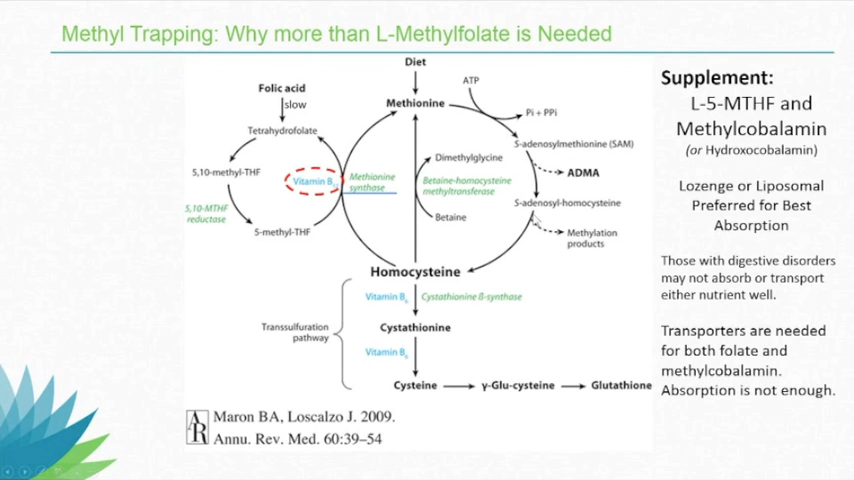 Methyl Trapping: Why more than L-Methylfolate is Needed
Diet
Methionine
ATP
Pi + PPi
Folic acid
slow
Tetrahydrofolate
5,10-methyl-THF
5,10-MTHF
reductase
5-methyl-THF
Vitamin B
Methionine
synthase
Dimethylglycine
Betaine-homocysteine
methyltransferase
Betaine
S-adenosylmethionine (SAM)
ADMA
S-adenosyl-homocysteine
Methylation
products
Homocysteine
Vitamin B6
Cystathionine ß-synthase
Transsulfuration
pathway
Cystathionine
Vitamin B6
Cysteine
γ-Glu-cysteine
Glutathione
AR
Maron BA, Loscalzo J. 2009.
Annu. Rev. Med. 60:39–54
Supplement:
L-5-MTHF and
Methylcobalamin
(or Hydroxocobalamin)
Lozenge or Liposomal
Preferred for Best
Absorption
Those with digestive disorders
may not absorb or transport
either nutrient well.
Transporters are needed
for both folate and
methylcobalamin.
Absorption is not enough.